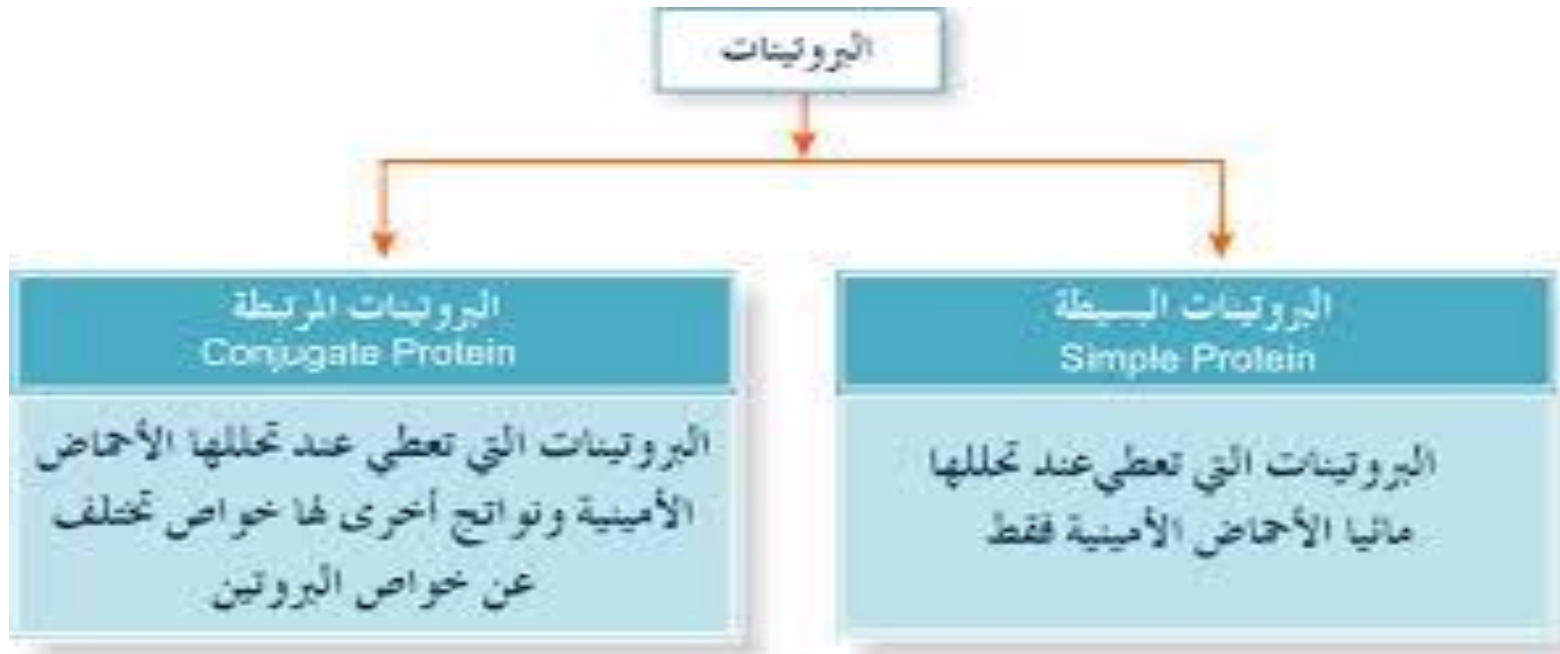 البروتينات
البروتينات البسيطة
Simple Protein
البروتينات التي تعطي عند تحللها
مائيا الأحماض الأمينية فقط
البروتينات المرتبطة
Conjugate Protein
البروتينات التي تعطي عند تحللها الأحماض
الأمينية ونواتج أخرى لها خواص تختلف
عن خواص البروتين